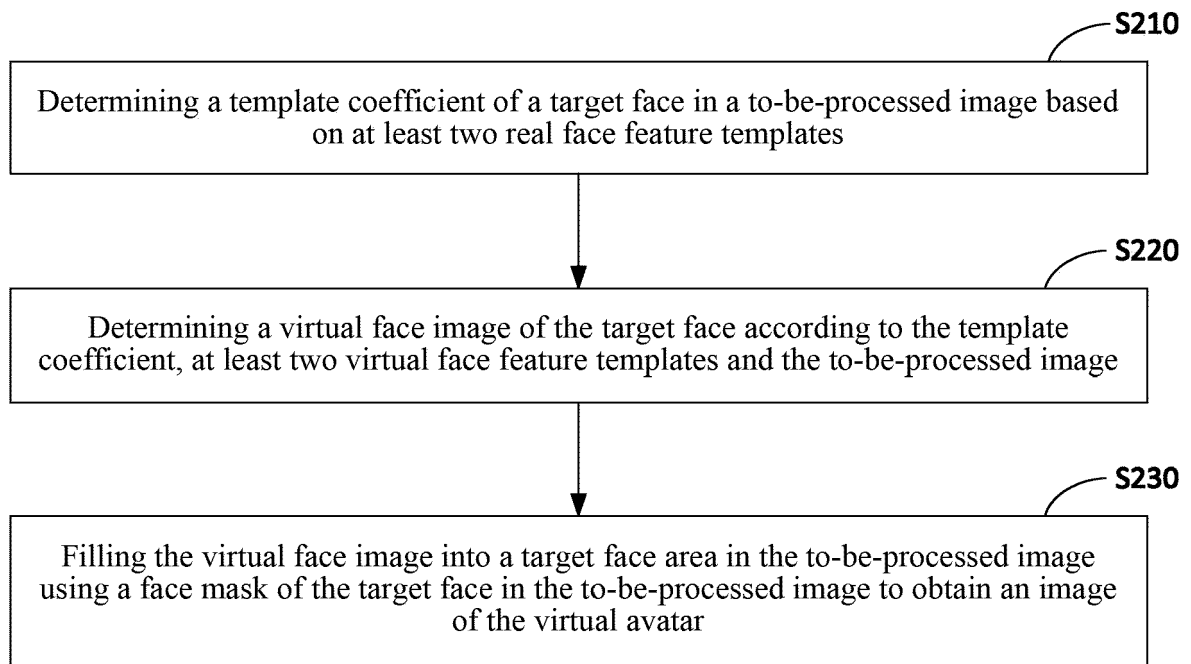 S210
Determining a template coefficient of a target face in a to-be-processed image based
on at least two real face feature templates
S220
Determining a virtual face image of the target face according to the template
coefficient, at least two virtual face feature templates and the to-be-processed image
S230
Filling the virtual face image into a target face area in the to-be-processed image
using a face mask of the target face in the to-be-processed image to obtain an image
of the virtual avatar